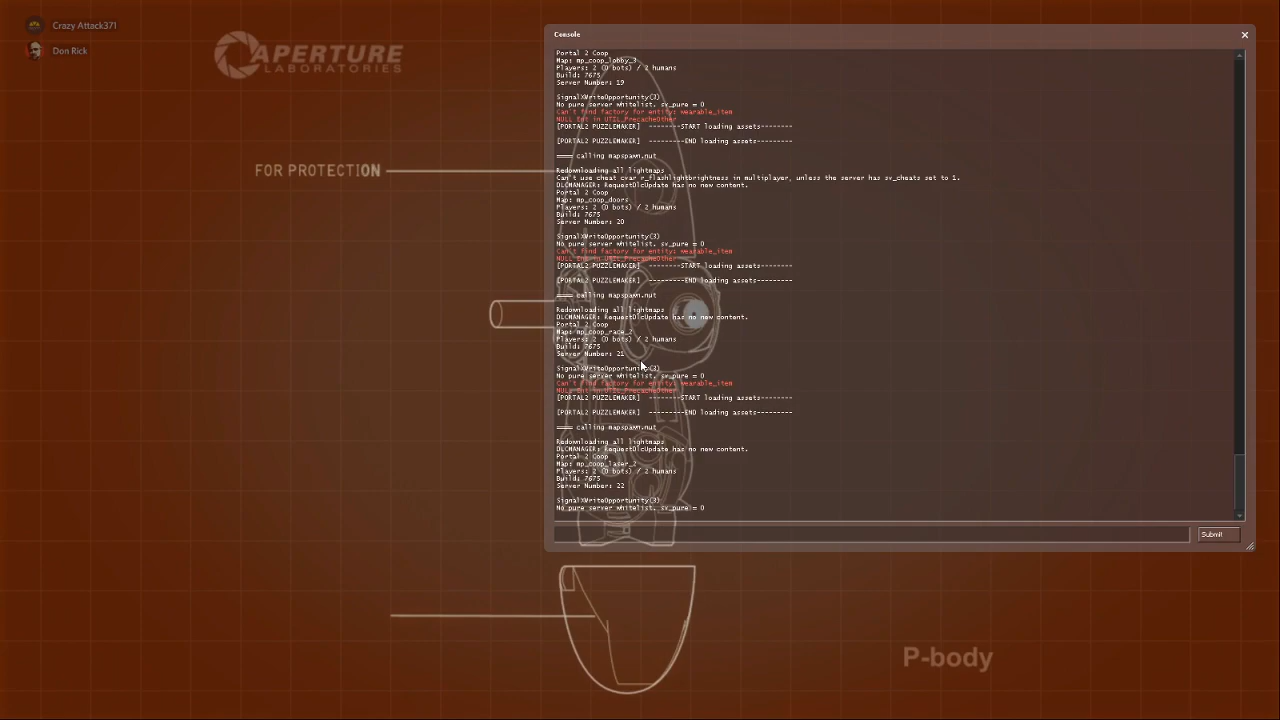 Crazy Attack371
Don Rick
APERTURE
LABORATORIES
FOR PROTECTION
P-body
Console
Portal 2 Coop
Map: mp_coop_lobby_3
Players: 2 (0 bots) / 2 humans
Build: 7675
Server Number: 19
SignalXWriteOpportunity(3)
No pure server whitelist. sv_pure = 0
Can't find factory for entity: wearable_item
NULL Ent in UTIL_PrecacheOther
[PORTAL2 PUZZLEMAKER] --------START loading assets--------
[PORTAL2 PUZZLEMAKER] ---------END loading assets---------
==== calling mapspawn.nut
Redownloading all lightmaps
Can't use cheat cvar r_flashlightbrightness in multiplayer, unless the server has sv_cheats set to 1.
DLCMANAGER: RequestDlcUpdate has no new content.
Portal 2 Coop
Map: mp_coop_doors
Players: 2 (0 bots) / 2 humans
Build: 7675
Server Number: 20
SignalXWriteOpportunity(3)
No pure server whitelist. sv_pure = 0
Can't find factory for entity: wearable_item
NULL Ent in UTIL_PrecacheOther
[PORTAL2 PUZZLEMAKER] --------START loading assets--------
[PORTAL2 PUZZLEMAKER] ---------END loading assets---------
==== calling mapspawn.nut
Redownloading all lightmaps
DLCMANAGER: RequestDlcUpdate has no new content.
Portal 2 Coop
Map: mp_coop_race_2
Players: 2 (0 bots) / 2 humans
Build: 7675
Server Number: 21
SignalXWriteOpportunity(3)
No pure server whitelist. sv_pure = 0
Can't find factory for entity: wearable_item
NULL Ent in UTIL_PrecacheOther
[PORTAL2 PUZZLEMAKER] --------START loading assets--------
[PORTAL2 PUZZLEMAKER] ---------END loading assets---------
==== calling mapspawn.nut
Redownloading all lightmaps
DLCMANAGER: RequestDlcUpdate has no new content.
Portal 2 Coop
Map: mp_coop_laser_2
Players: 2 (0 bots) / 2 humans
Build: 7675
Server Number: 22
SignalXWriteOpportunity(3)
No pure server whitelist. sv_pure = 0
Submit